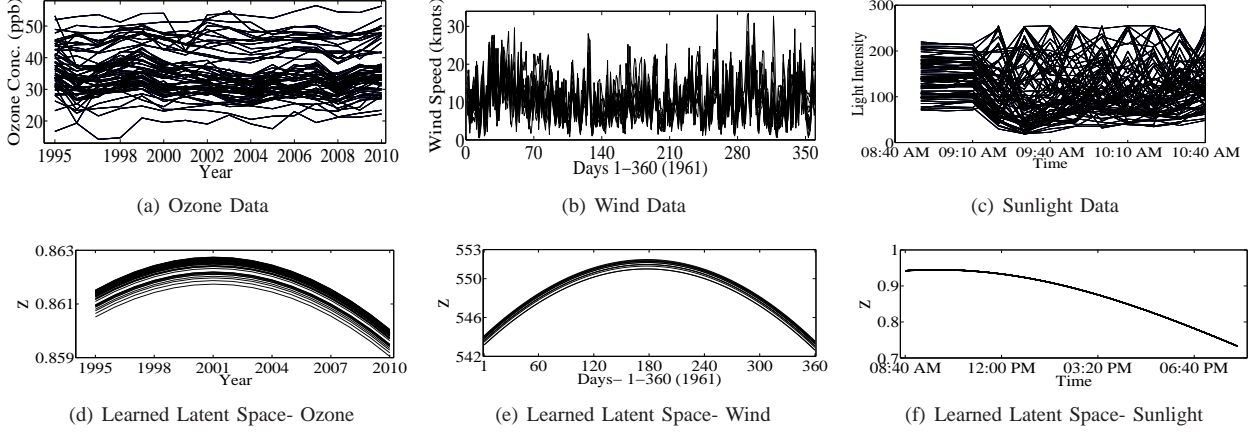 Ozone Conc. (ppb)
50
40
30
20
1995 1998 2000 2002 2004 2006 2008 2010
Year
(a) Ozone Data
Wind Speed (knots)
30
20
10
0
0 70 140 210 280 350
Days 1–360 (1961)
(b) Wind Data
Light Intensity
300
200
100
0
08:40 AM 09:10 AM 09:40 AM 10:10 AM 10:40 AM
Time
(c) Sunlight Data
Z
0.863
0.861
0.859
1995 1998 2001 2004 2007 2010
Year
(d) Learned Latent Space- Ozone
Z
553
550
546
542
1 60 120 180 240 300 360
Days– 1–360 (1961)
(e) Learned Latent Space- Wind
Z
1
0.9
0.8
0.7
08:40 AM 12:00 PM 03:20 PM 06:40 PM
Time
(f) Learned Latent Space- Sunlight